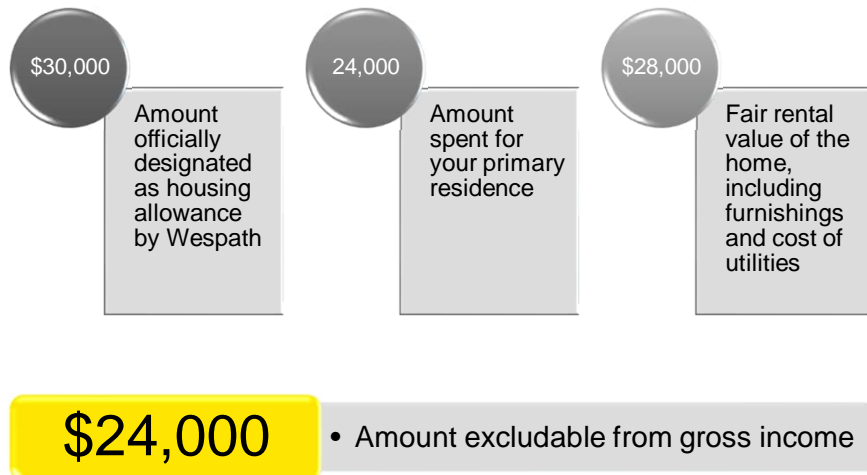 $30,000
Amount
officially
designated
as housing
allowance
by Wespath
24,000
Amount
spent for
your primary
residence
$28,000
Fair rental
value of the
home,
including
furnishings
and cost of
utilities
$24,000
• Amount excludable from gross income